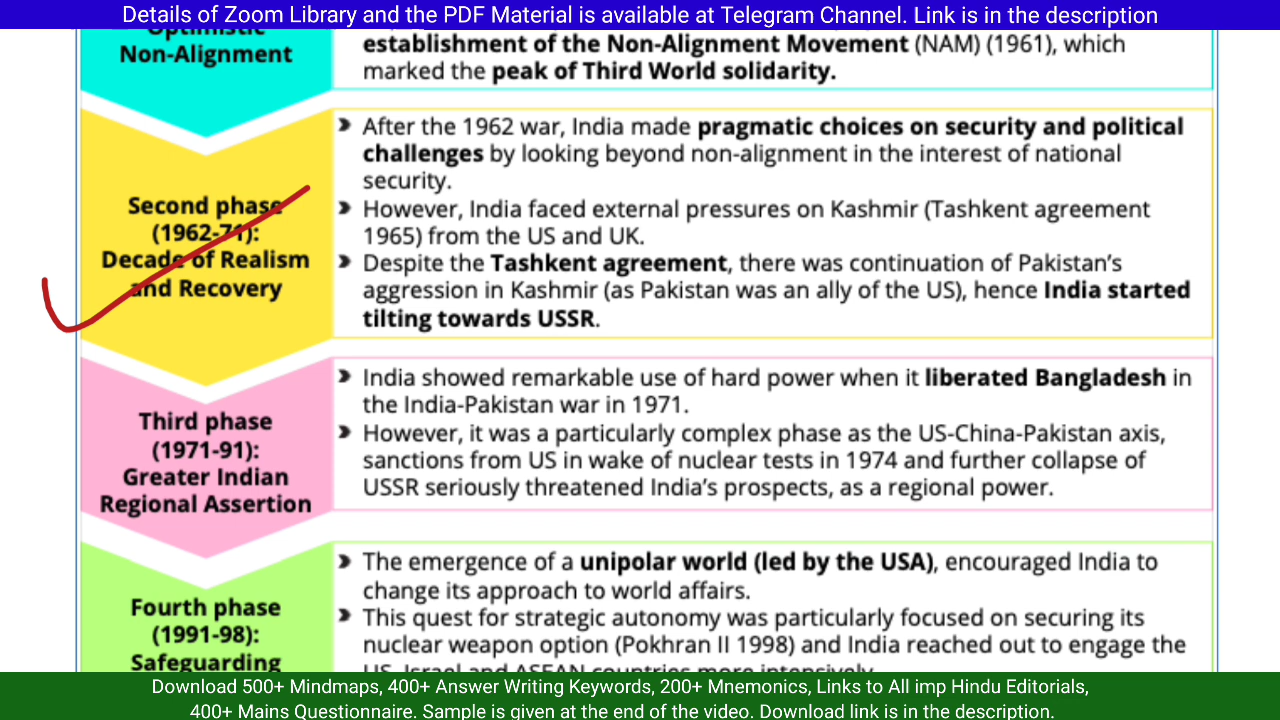 Details of Zoom Library and the PDF Material is available at Telegram Channel. Link is in the description
Optimistic
Non-Alignment
establishment of the Non-Alignment Movement (NAM) (1961), which
marked the peak of Third World solidarity.
Second phase
(1962-71):
Decade of Realism
and Recovery
After the 1962 war, India made pragmatic choices on security and political
challenges by looking beyond non-alignment in the interest of national
security.
However, India faced external pressures on Kashmir (Tashkent agreement
1965) from the US and UK.
Despite the Tashkent agreement, there was continuation of Pakistan's
aggression in Kashmir (as Pakistan was an ally of the US), hence India started
tilting towards USSR.
Third phase
(1971-91):
Greater Indian
Regional Assertion
India showed remarkable use of hard power when it liberated Bangladesh in
the India-Pakistan war in 1971.
However, it was a particularly complex phase as the US-China-Pakistan axis,
sanctions from US in wake of nuclear tests in 1974 and further collapse of
USSR seriously threatened India's prospects, as a regional power.
Fourth phase
(1991-98):
Safeguarding
The emergence of a unipolar world (led by the USA), encouraged India to
change its approach to world affairs.
This quest for strategic autonomy was particularly focused on securing its
nuclear weapon option (Pokhran II 1998) and India reached out to engage the
US, Israel and ASEAN countries more intensively.
Download 500+ Mindmaps, 400+ Answer Writing Keywords, 200+ Mnemonics, Links to All imp Hindu Editorials,
400+ Mains Questionnaire. Sample is given at the end of the video. Download link is in the description.